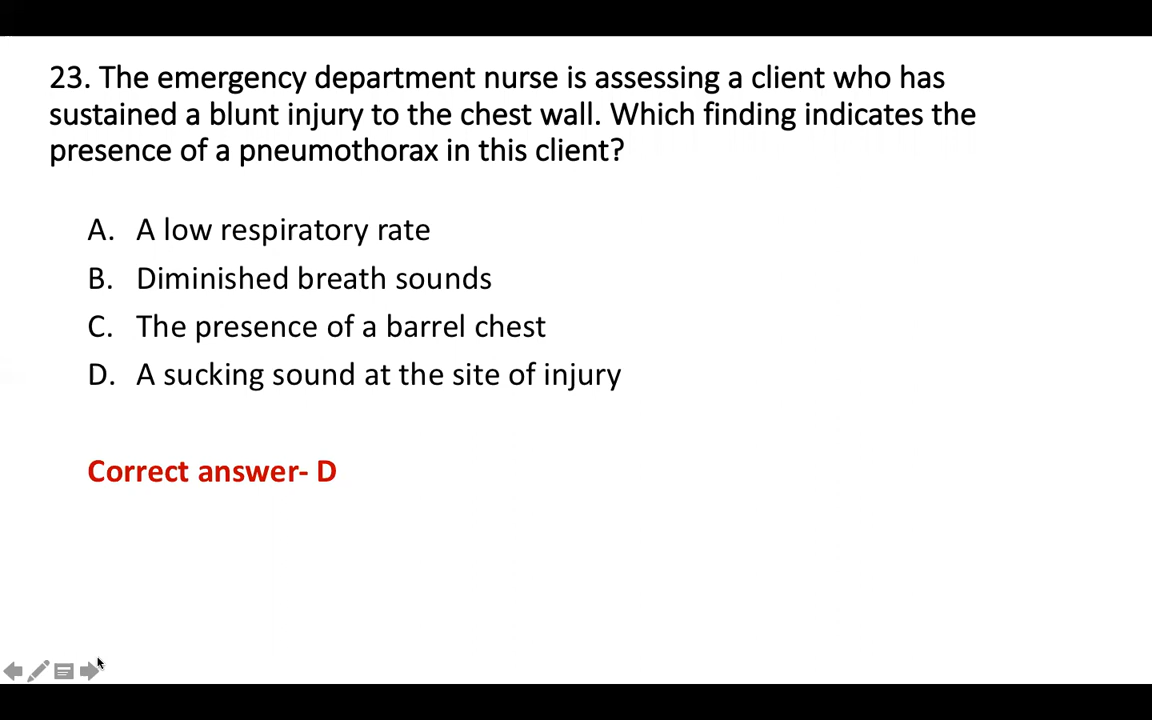 23. The emergency department nurse is assessing a client who has
sustained a blunt injury to the chest wall. Which finding indicates the
presence of a pneumothorax in this client?
A. A low respiratory rate
B. Diminished breath sounds
C. The presence of a barrel chest
D. A sucking sound at the site of injury
Correct answer- D